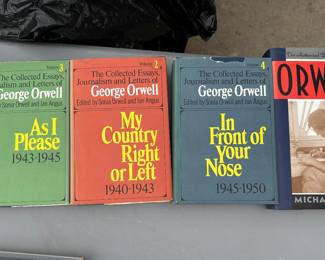 Volume 3
The Collected Essays,
Journalism and Letters of
George Orwell
Edited by Sonia Orwell and Ian Angus
As I
Please
1943-1945
Volume 2
The Collected Essays,
Journalism and Letters of
George Orwell
Edited by Sonia Orwell and Ian Angus
My
Country
Right
or Left
1940-1943
Volume 4
The Collected Essays,
Journalism and Letters of
George Orwell
Edited by Sonia Orwell and Ian Angus
In
Front of
Your
Nose
1945-1950
ORW
MICHA